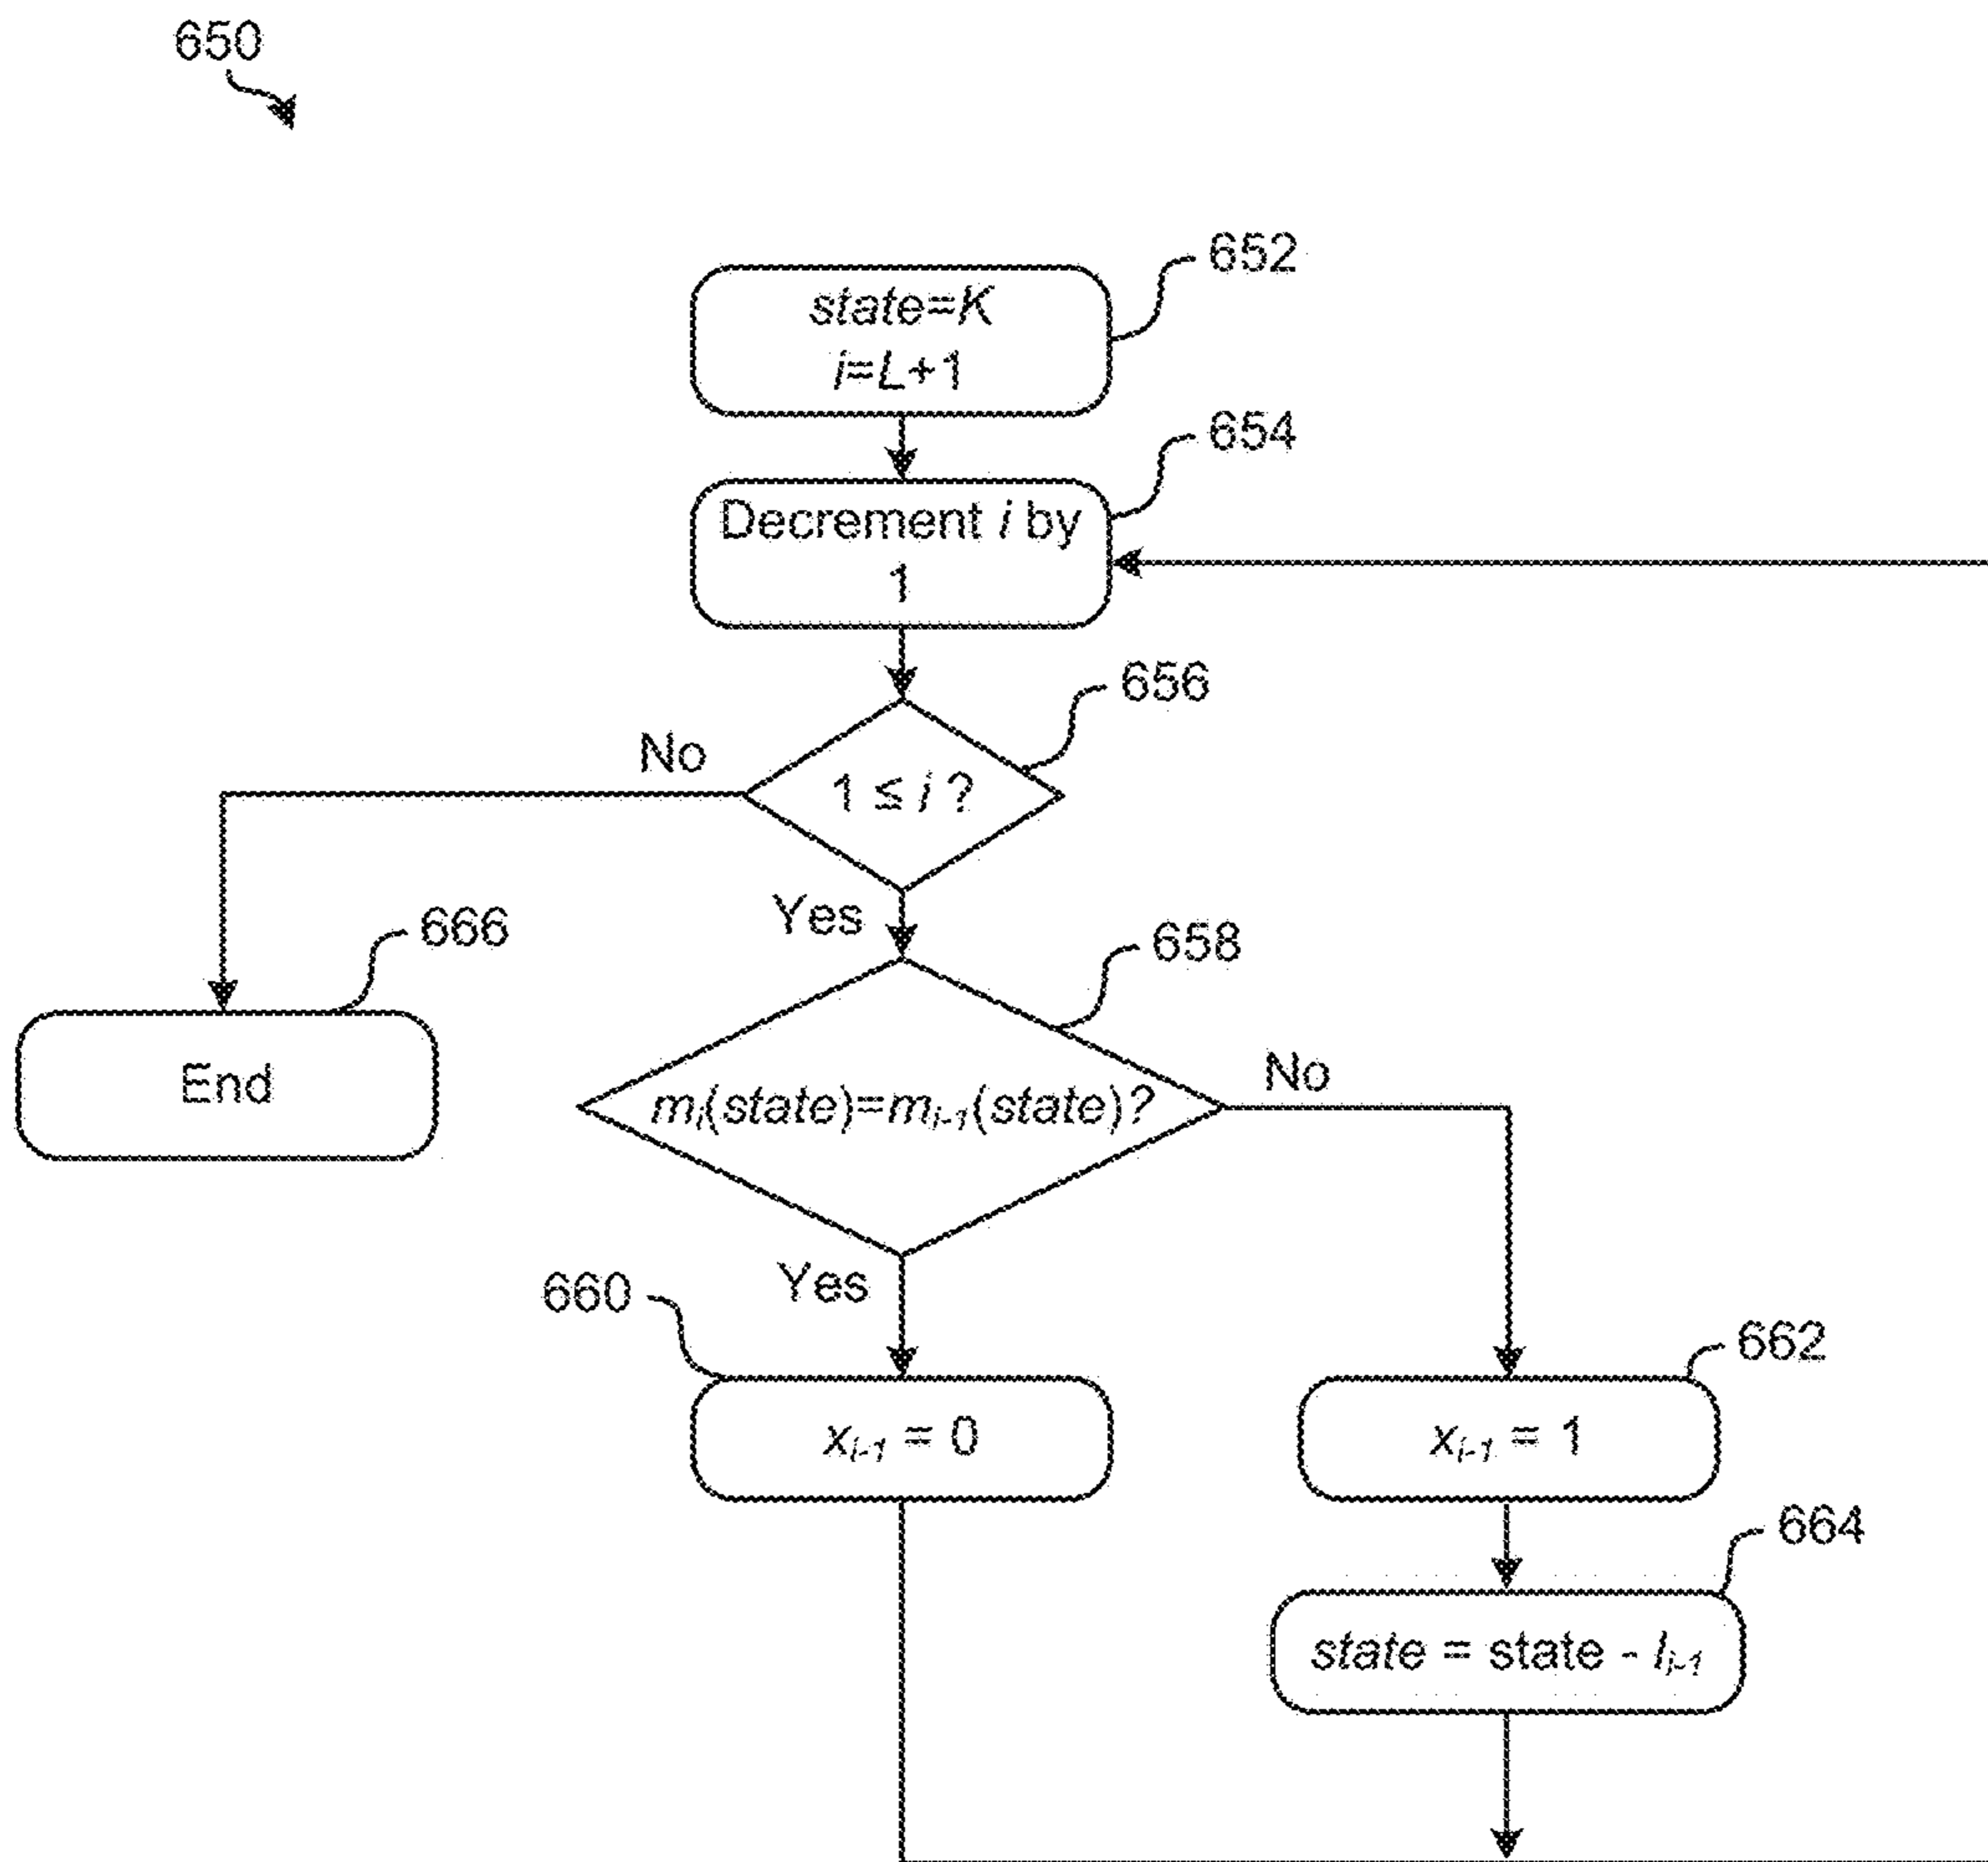 650
652
state=K
i=L+1
654
Decrement i by
1
656
No
1 ≤ i ?
Yes
666
658
End
No
mᵢ(state)=mᵢ₋₁(state)?
Yes
660
662
xᵢ₋₁ = 0
xᵢ₋₁ = 1
664
state = state - lᵢ₋₁